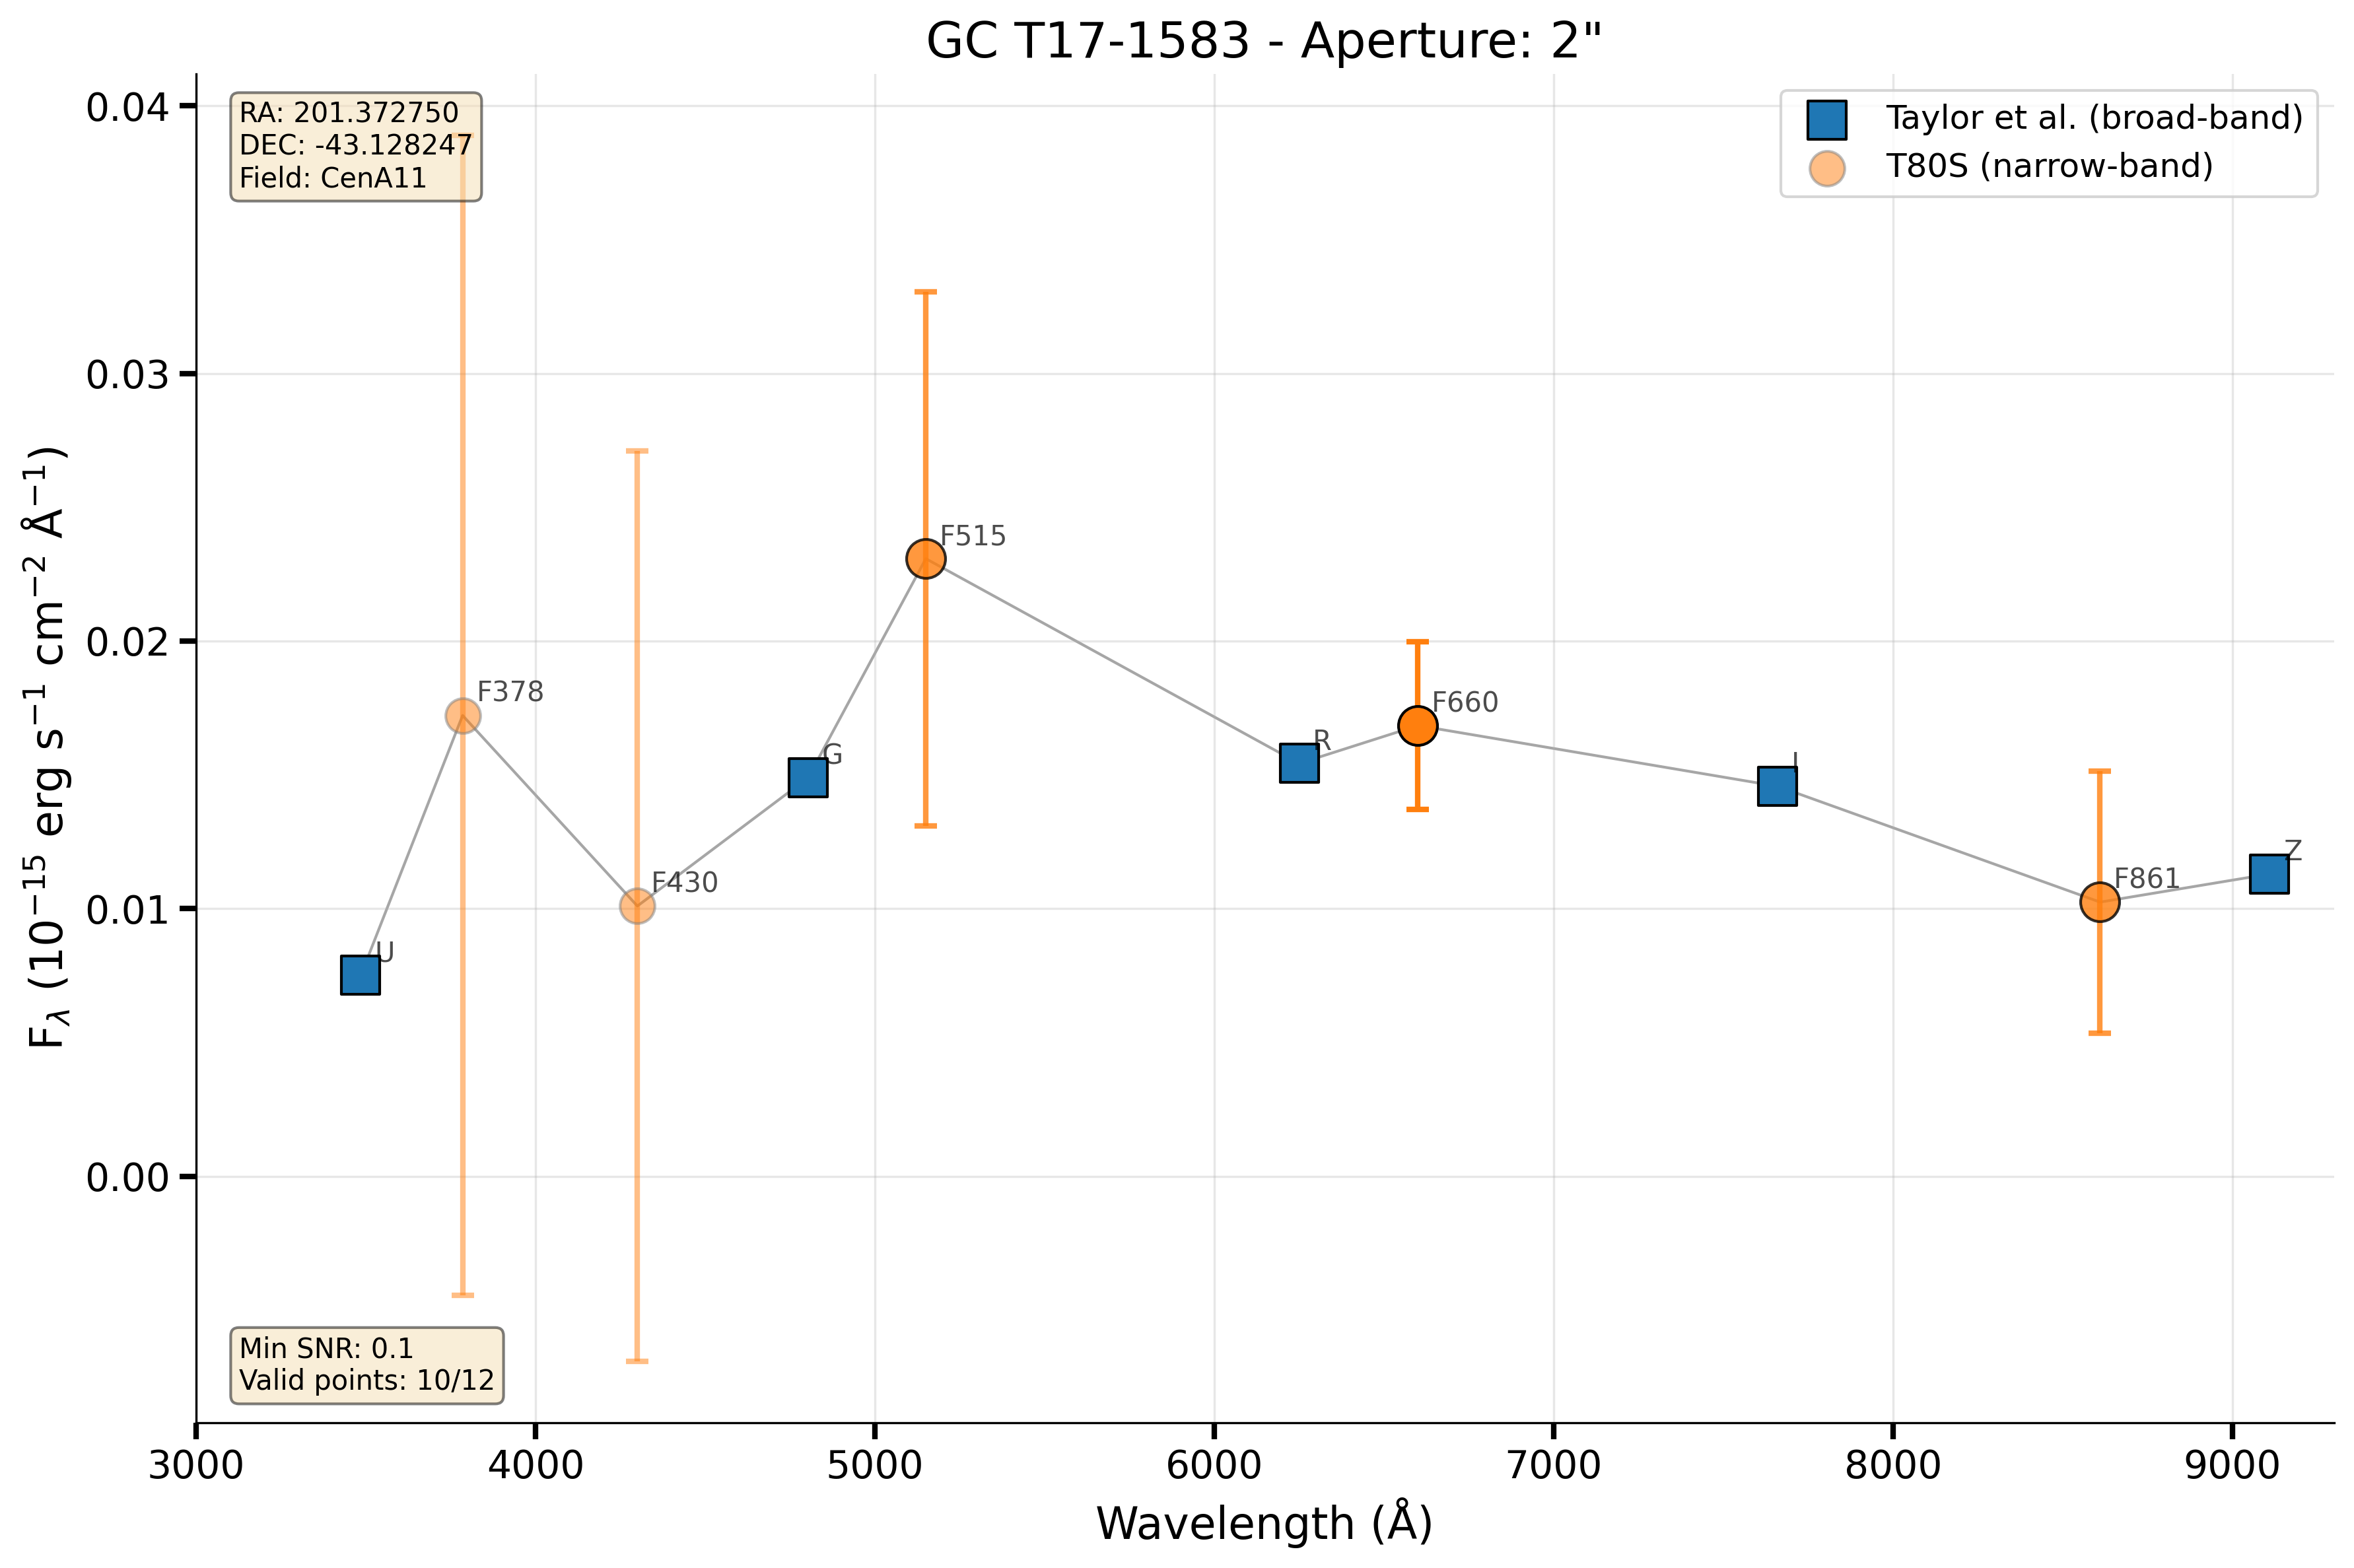 GC T17-1583 - Aperture: 2"
RA: 201.372750
DEC: -43.128247
Field: CenA11
Taylor et al. (broad-band)
T80S (narrow-band)
0.04
0.03
0.02
0.01
0.00
F_λ (10⁻¹⁵ erg s⁻¹ cm⁻² Å⁻¹)
U
F378
F430
G
F515
R
F660
I
F861
Z
Min SNR: 0.1
Valid points: 10/12
3000 4000 5000 6000 7000 8000 9000
Wavelength (Å)